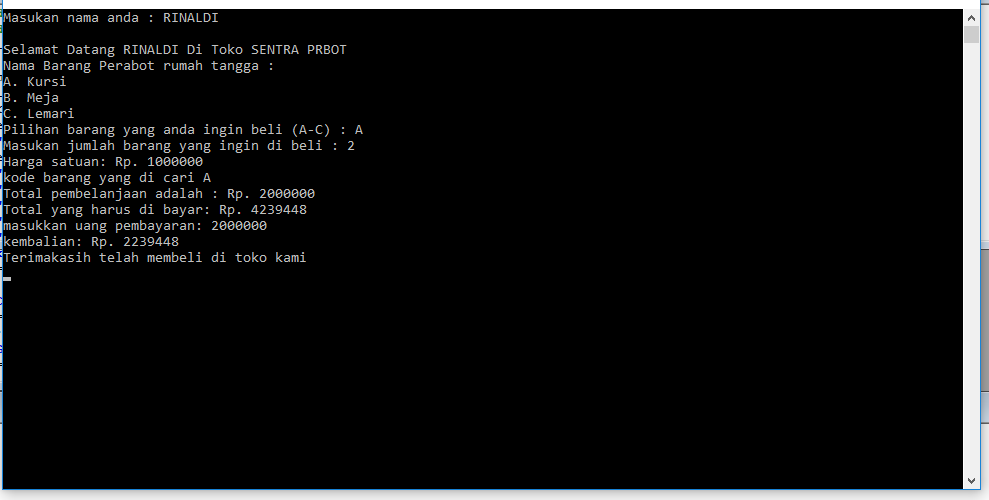 Masukan nama anda : RINALDI
Selamat Datang RINALDI Di Toko SENTRA PRBOT
Nama Barang Perabot rumah tangga :
A. Kursi
B. Meja
C. Lemari
Pilihan barang yang anda ingin beli (A-C) : A
Masukan jumlah barang yang ingin di beli : 2
Harga satuan: Rp. 1000000
kode barang yang di cari A
Total pembelanjaan adalah : Rp. 2000000
Total yang harus di bayar: Rp. 4239448
masukkan uang pembayaran: 2000000
kembalian: Rp. 2239448
Terimakasih telah membeli di toko kami